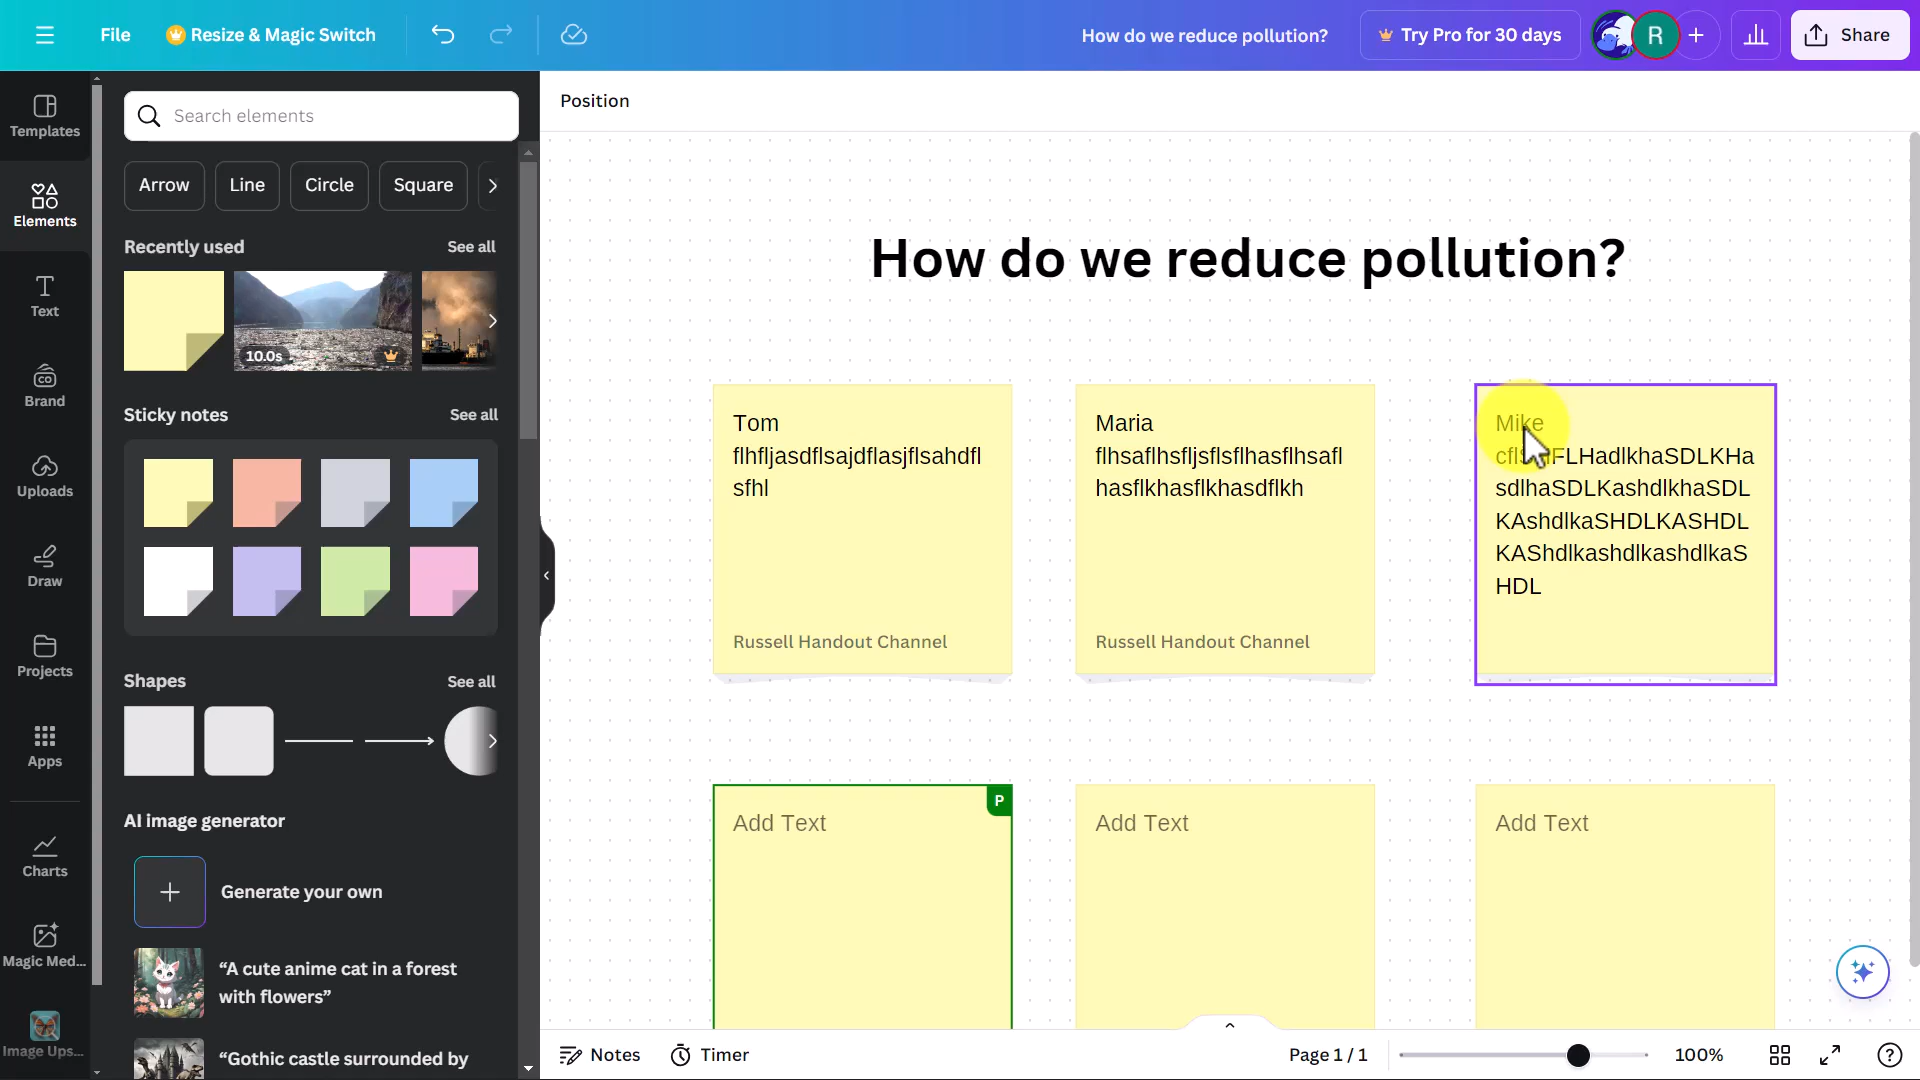 File
Resize & Magic Switch
How do we reduce pollution?
Try Pro for 30 days
R
Share
Templates
Elements
Text
Brand
Uploads
Draw
Projects
Apps
Charts
Magic Med...
Image Ups...
Search elements
Arrow
Line
Circle
Square
Recently used
See all
10.0s
Sticky notes
See all
Shapes
See all
AI image generator
Generate your own
“A cute anime cat in a forest
with flowers”
“Gothic castle surrounded by
Position
How do we reduce pollution?
Tom
flhfljasdflsajdflasjflsahdfl
sfhl
Russell Handout Channel
Maria
flhsaflhsfljsflsflhasflhsafl
hasflkhasflkhasdflkh
Russell Handout Channel
Mike
sdlhaSDLKashdlkhaSDL
KAshdlkaSHDLKASHDL
KAShdlkashdlkashdlkaS
HDL
P
Add Text
Add Text
Add Text
Notes
Timer
Page 1 / 1
100%